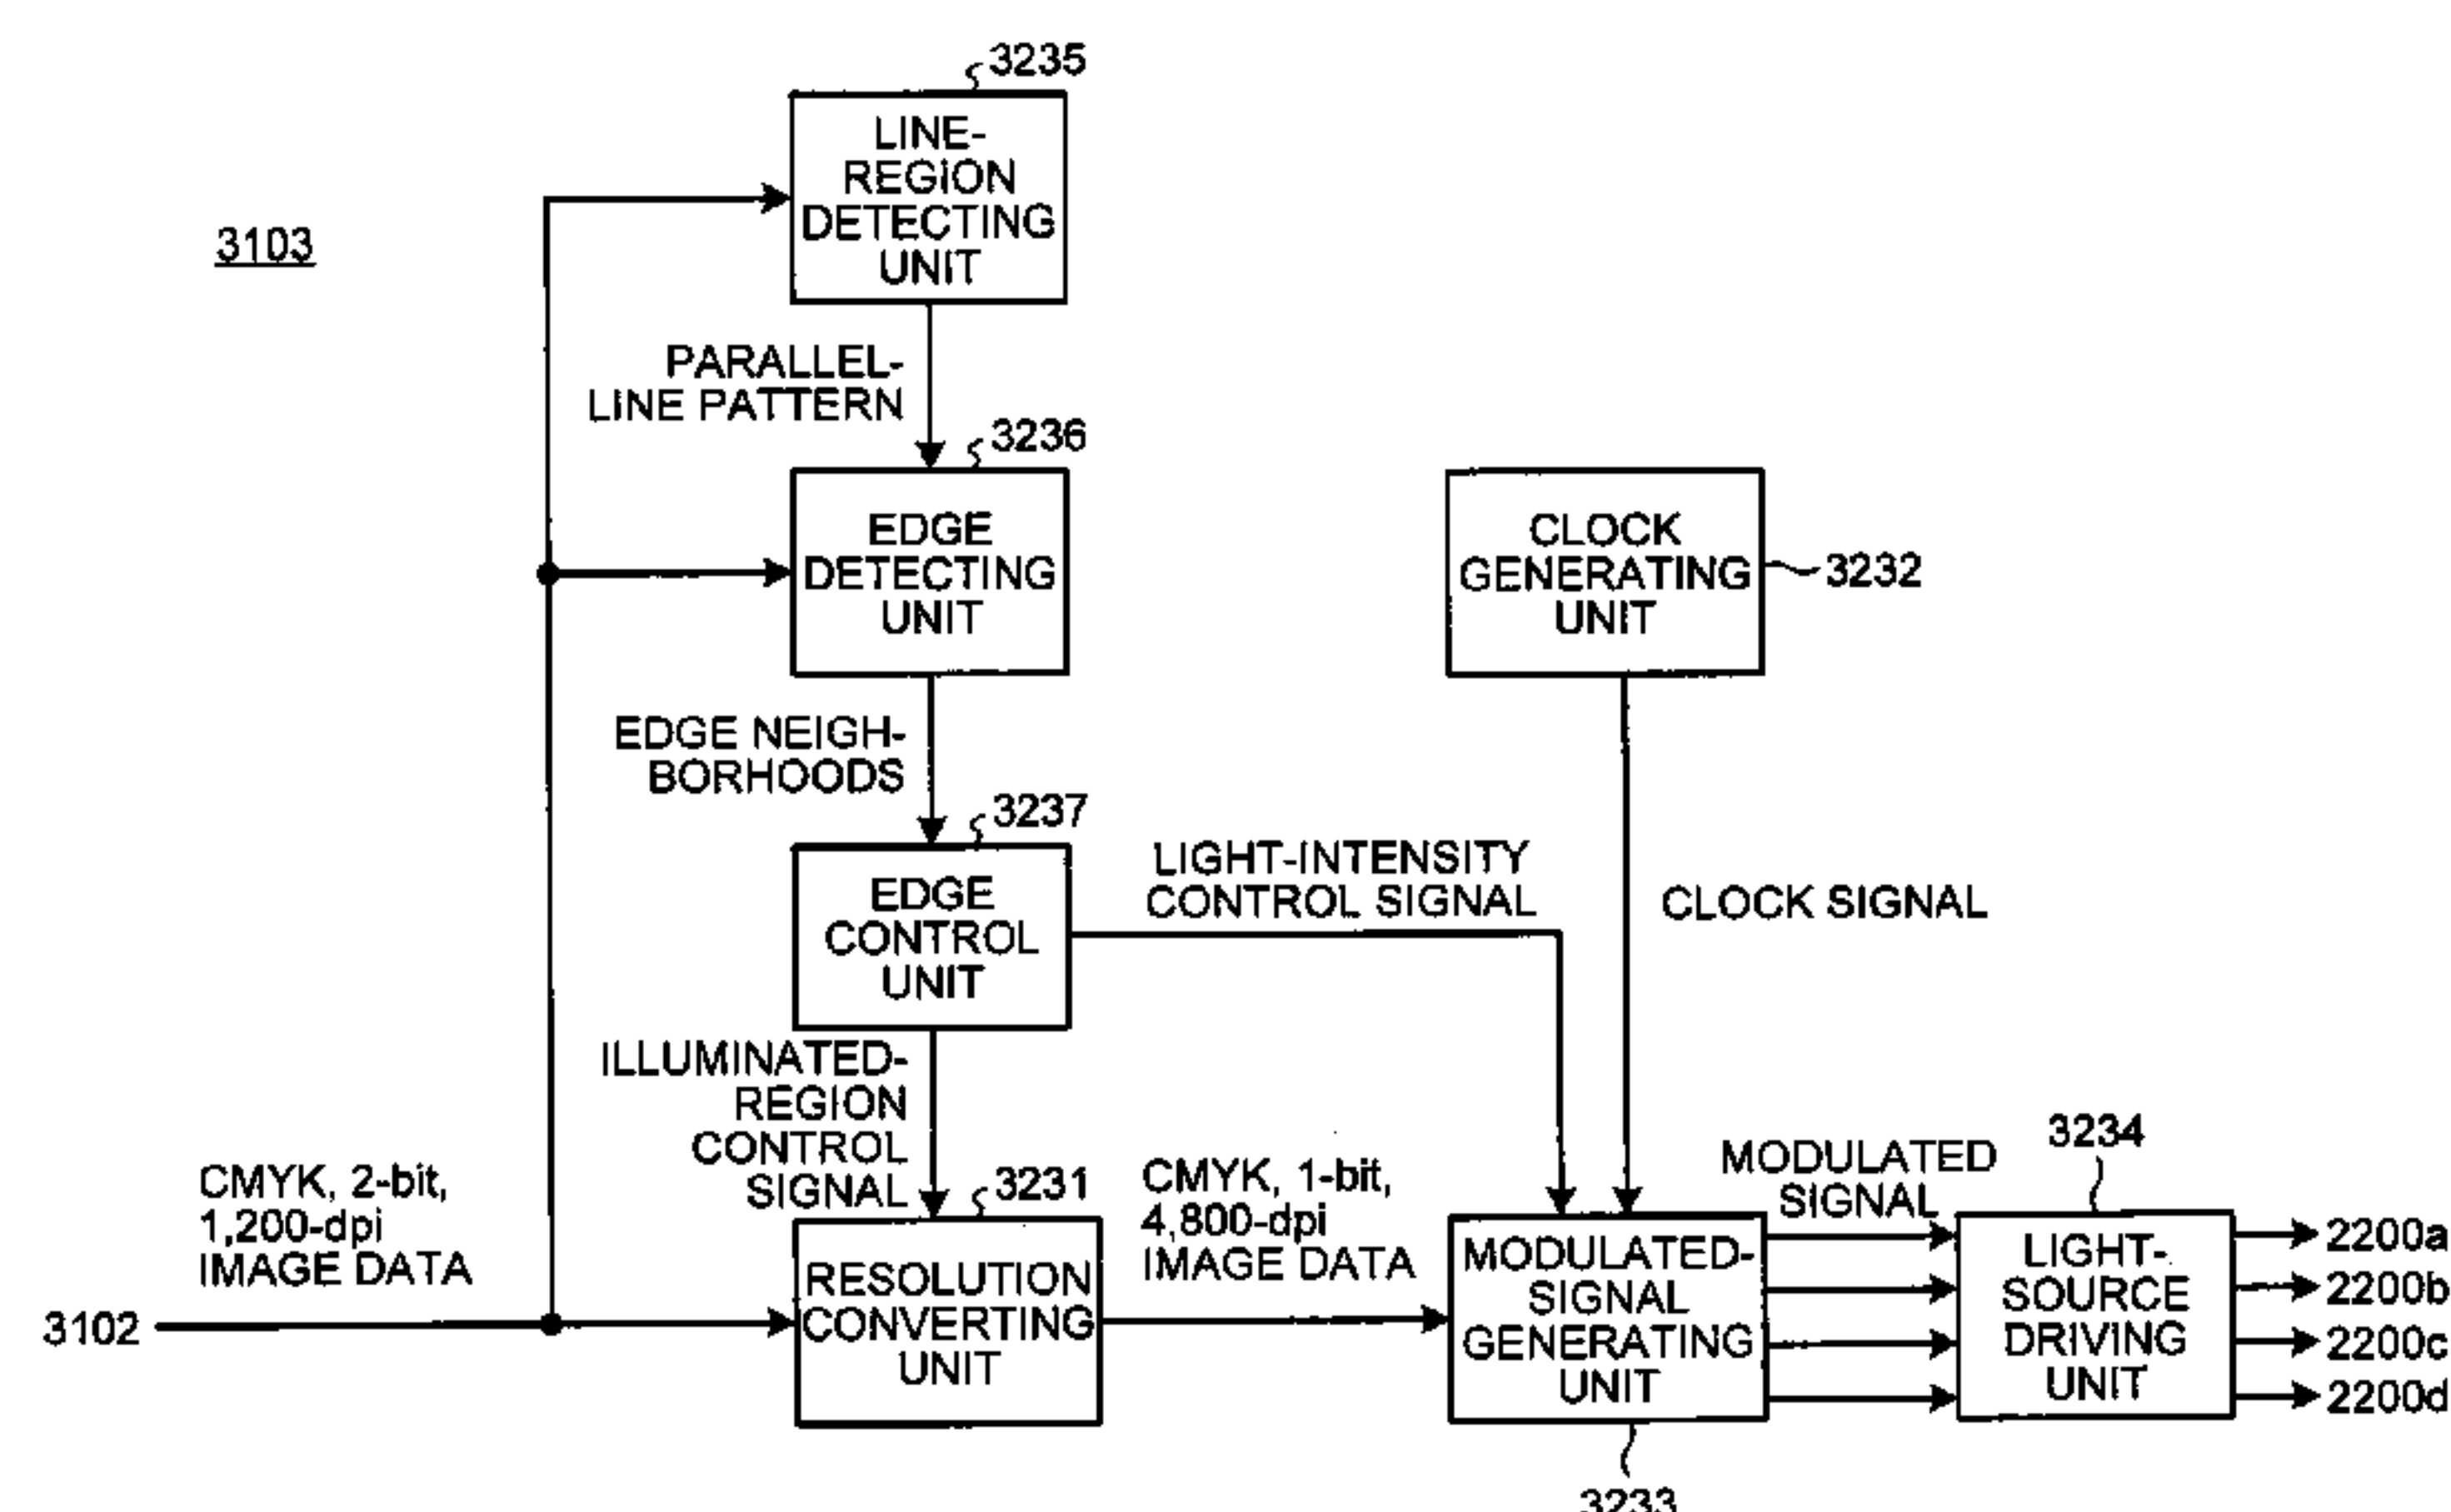 3235
LINE-
REGION
DETECTING
UNIT
3103
PARALLEL-
LINE PATTERN
3236
EDGE
DETECTING
UNIT
CLOCK
GENERATING
UNIT
3232
EDGE NEIGH-
BORHOODS
3237
EDGE
CONTROL
UNIT
LIGHT-INTENSITY
CONTROL SIGNAL
CLOCK SIGNAL
ILLUMINATED-
REGION
CONTROL
SIGNAL
CMYK, 2-bit,
1,200-dpi
IMAGE DATA
3102
3231
RESOLUTION
CONVERTING
UNIT
CMYK, 1-bit,
4,800-dpi
IMAGE DATA
MODULATED-
SIGNAL
GENERATING
UNIT
3233
MODULATED
SIGNAL
3234
LIGHT-
SOURCE
DRIVING
UNIT
2200a
2200b
2200c
2200d